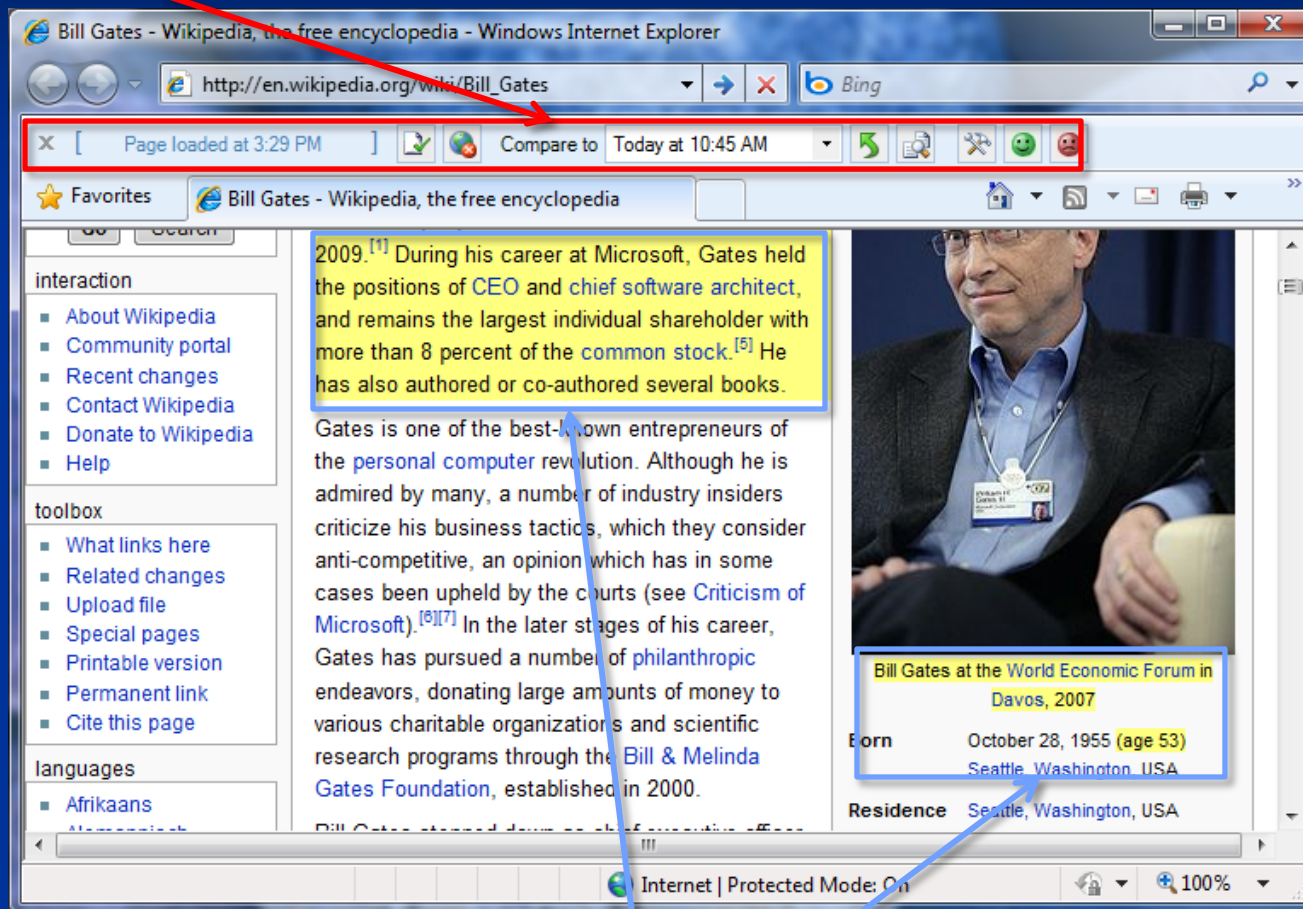 Bill Gates - Wikipedia, the free encyclopedia - Windows Internet Explorer
http://en.wikipedia.org/wiki/Bill_Gates
Bing
[ Page loaded at 3:29 PM ]
Compare to
Today at 10:45 AM
Favorites
Bill Gates - Wikipedia, the free encyclopedia
Go
Search
interaction
About Wikipedia
Community portal
Recent changes
Contact Wikipedia
Donate to Wikipedia
Help
toolbox
What links here
Related changes
Upload file
Special pages
Printable version
Permanent link
Cite this page
languages
Afrikaans
2009.[1] During his career at Microsoft, Gates held
the positions of CEO and chief software architect,
and remains the largest individual shareholder with
more than 8 percent of the common stock.[5] He
has also authored or co-authored several books.
Gates is one of the best-known entrepreneurs of
the personal computer revolution. Although he is
admired by many, a number of industry insiders
criticize his business tactics, which they consider
anti-competitive, an opinion which has in some
cases been upheld by the courts (see Criticism of
Microsoft).[6][7] In the later stages of his career,
Gates has pursued a number of philanthropic
endeavors, donating large amounts of money to
various charitable organizations and scientific
research programs through the Bill & Melinda
Gates Foundation, established in 2000.
Bill Gates stepped down as chief executive officer
Bill Gates at the World Economic Forum in
Davos, 2007
Born October 28, 1955 (age 53)
Seattle, Washington, USA
Residence Seattle, Washington, USA
Internet | Protected Mode: On
100%